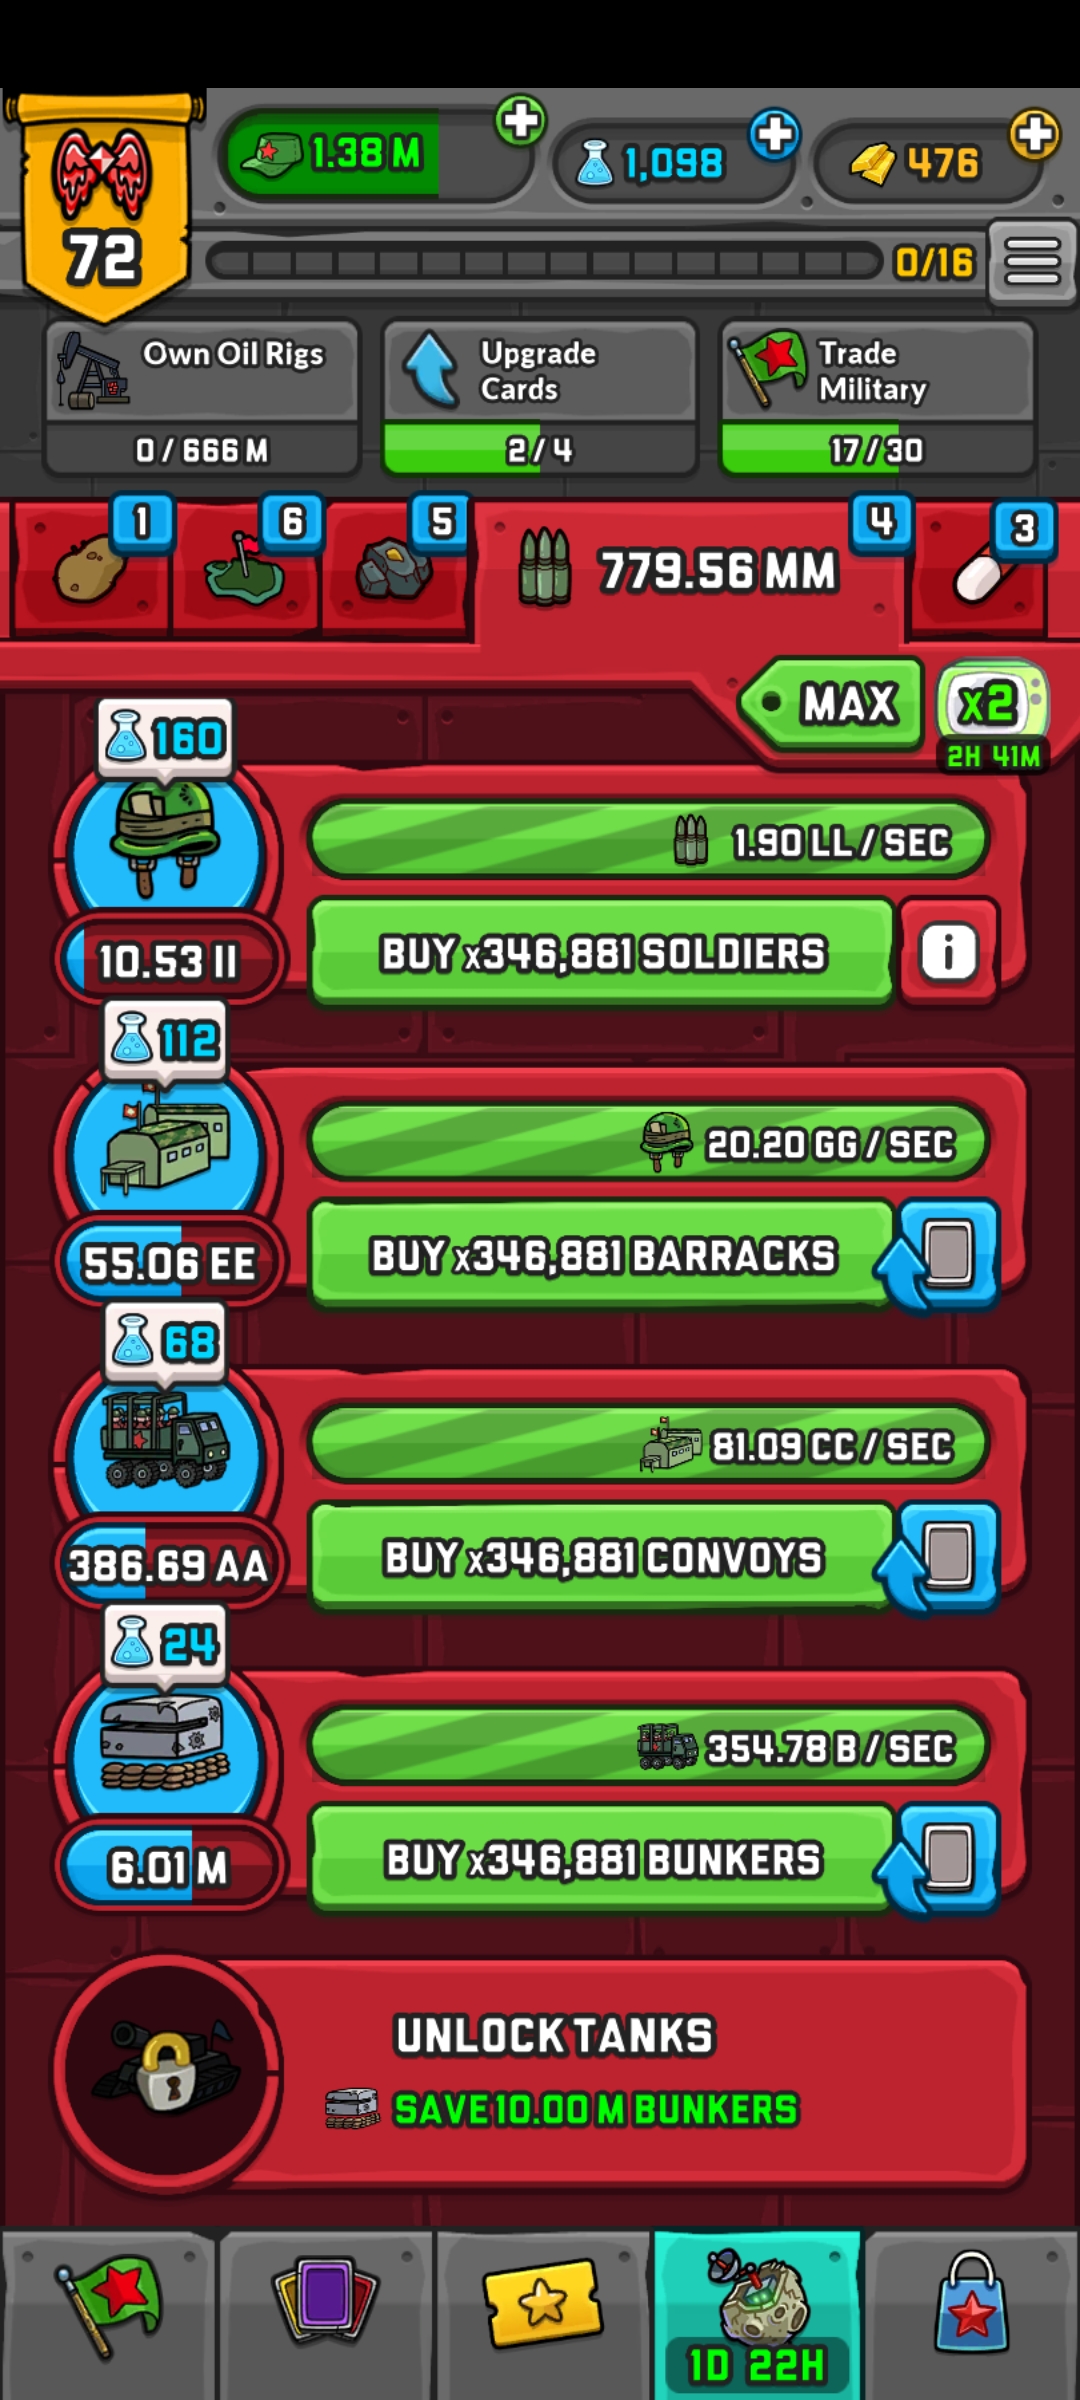 1.38 M
1,098
476
72
0/16
Own Oil Rigs
0 / 666 M
Upgrade
Cards
2 / 4
Trade
Military
17 / 30
1
6
5
779.56 MM
4
3
MAX
x2
2H 41M
160
1.90 LL / SEC
10.53 II
BUY x346,881 SOLDIERS
i
112
20.20 GG / SEC
55.06 EE
BUY x346,881 BARRACKS
68
81.09 CC / SEC
386.69 AA
BUY x346,881 CONVOYS
24
354.78 B / SEC
6.01 M
BUY x346,881 BUNKERS
UNLOCK TANKS
SAVE 10.00 M BUNKERS
1D 22H